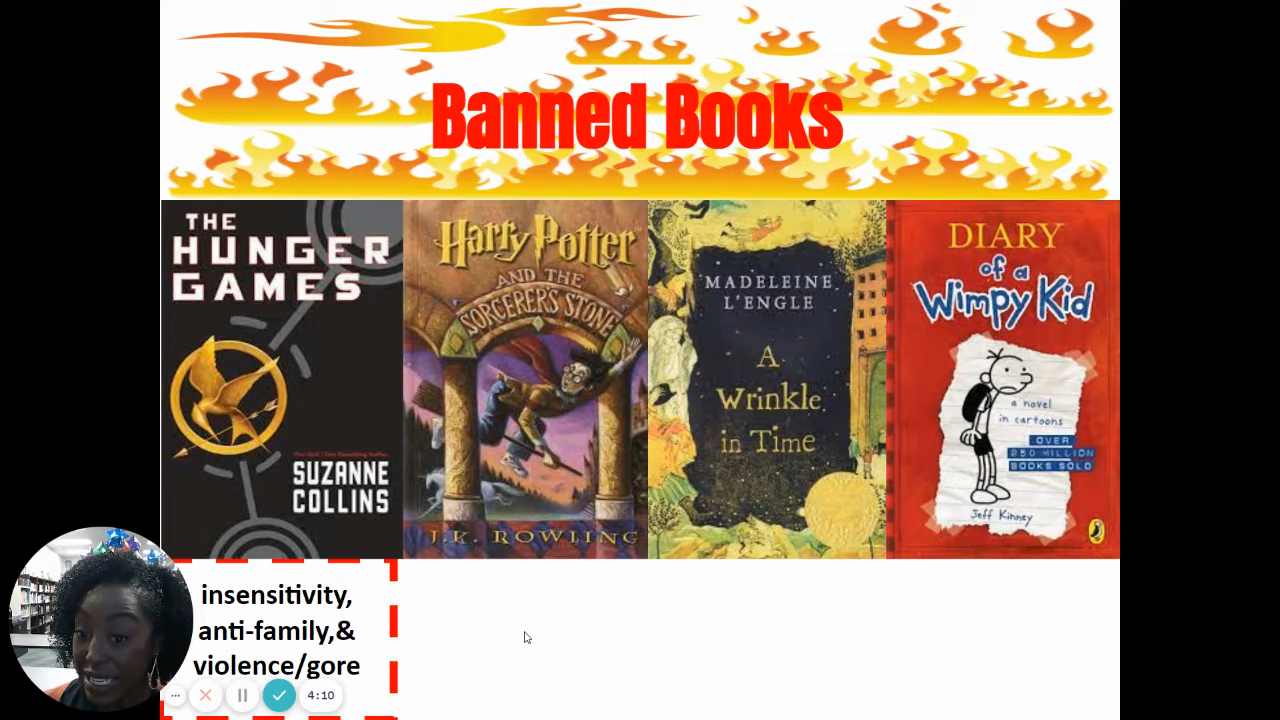 Banned Books
THE
HUNGER
GAMES
SUZANNE
COLLINS
Harry Potter
AND THE
SORCERER'S STONE
J.K. ROWLING
MADELEINE
L'ENGLE
A
Wrinkle
in Time
DIARY
of a
Wimpy Kid
a novel
in cartoons
OVER
250 MILLION
BOOKS SOLD
Jeff Kinney
insensitivity,
anti-family,&
violence/gore
4:10